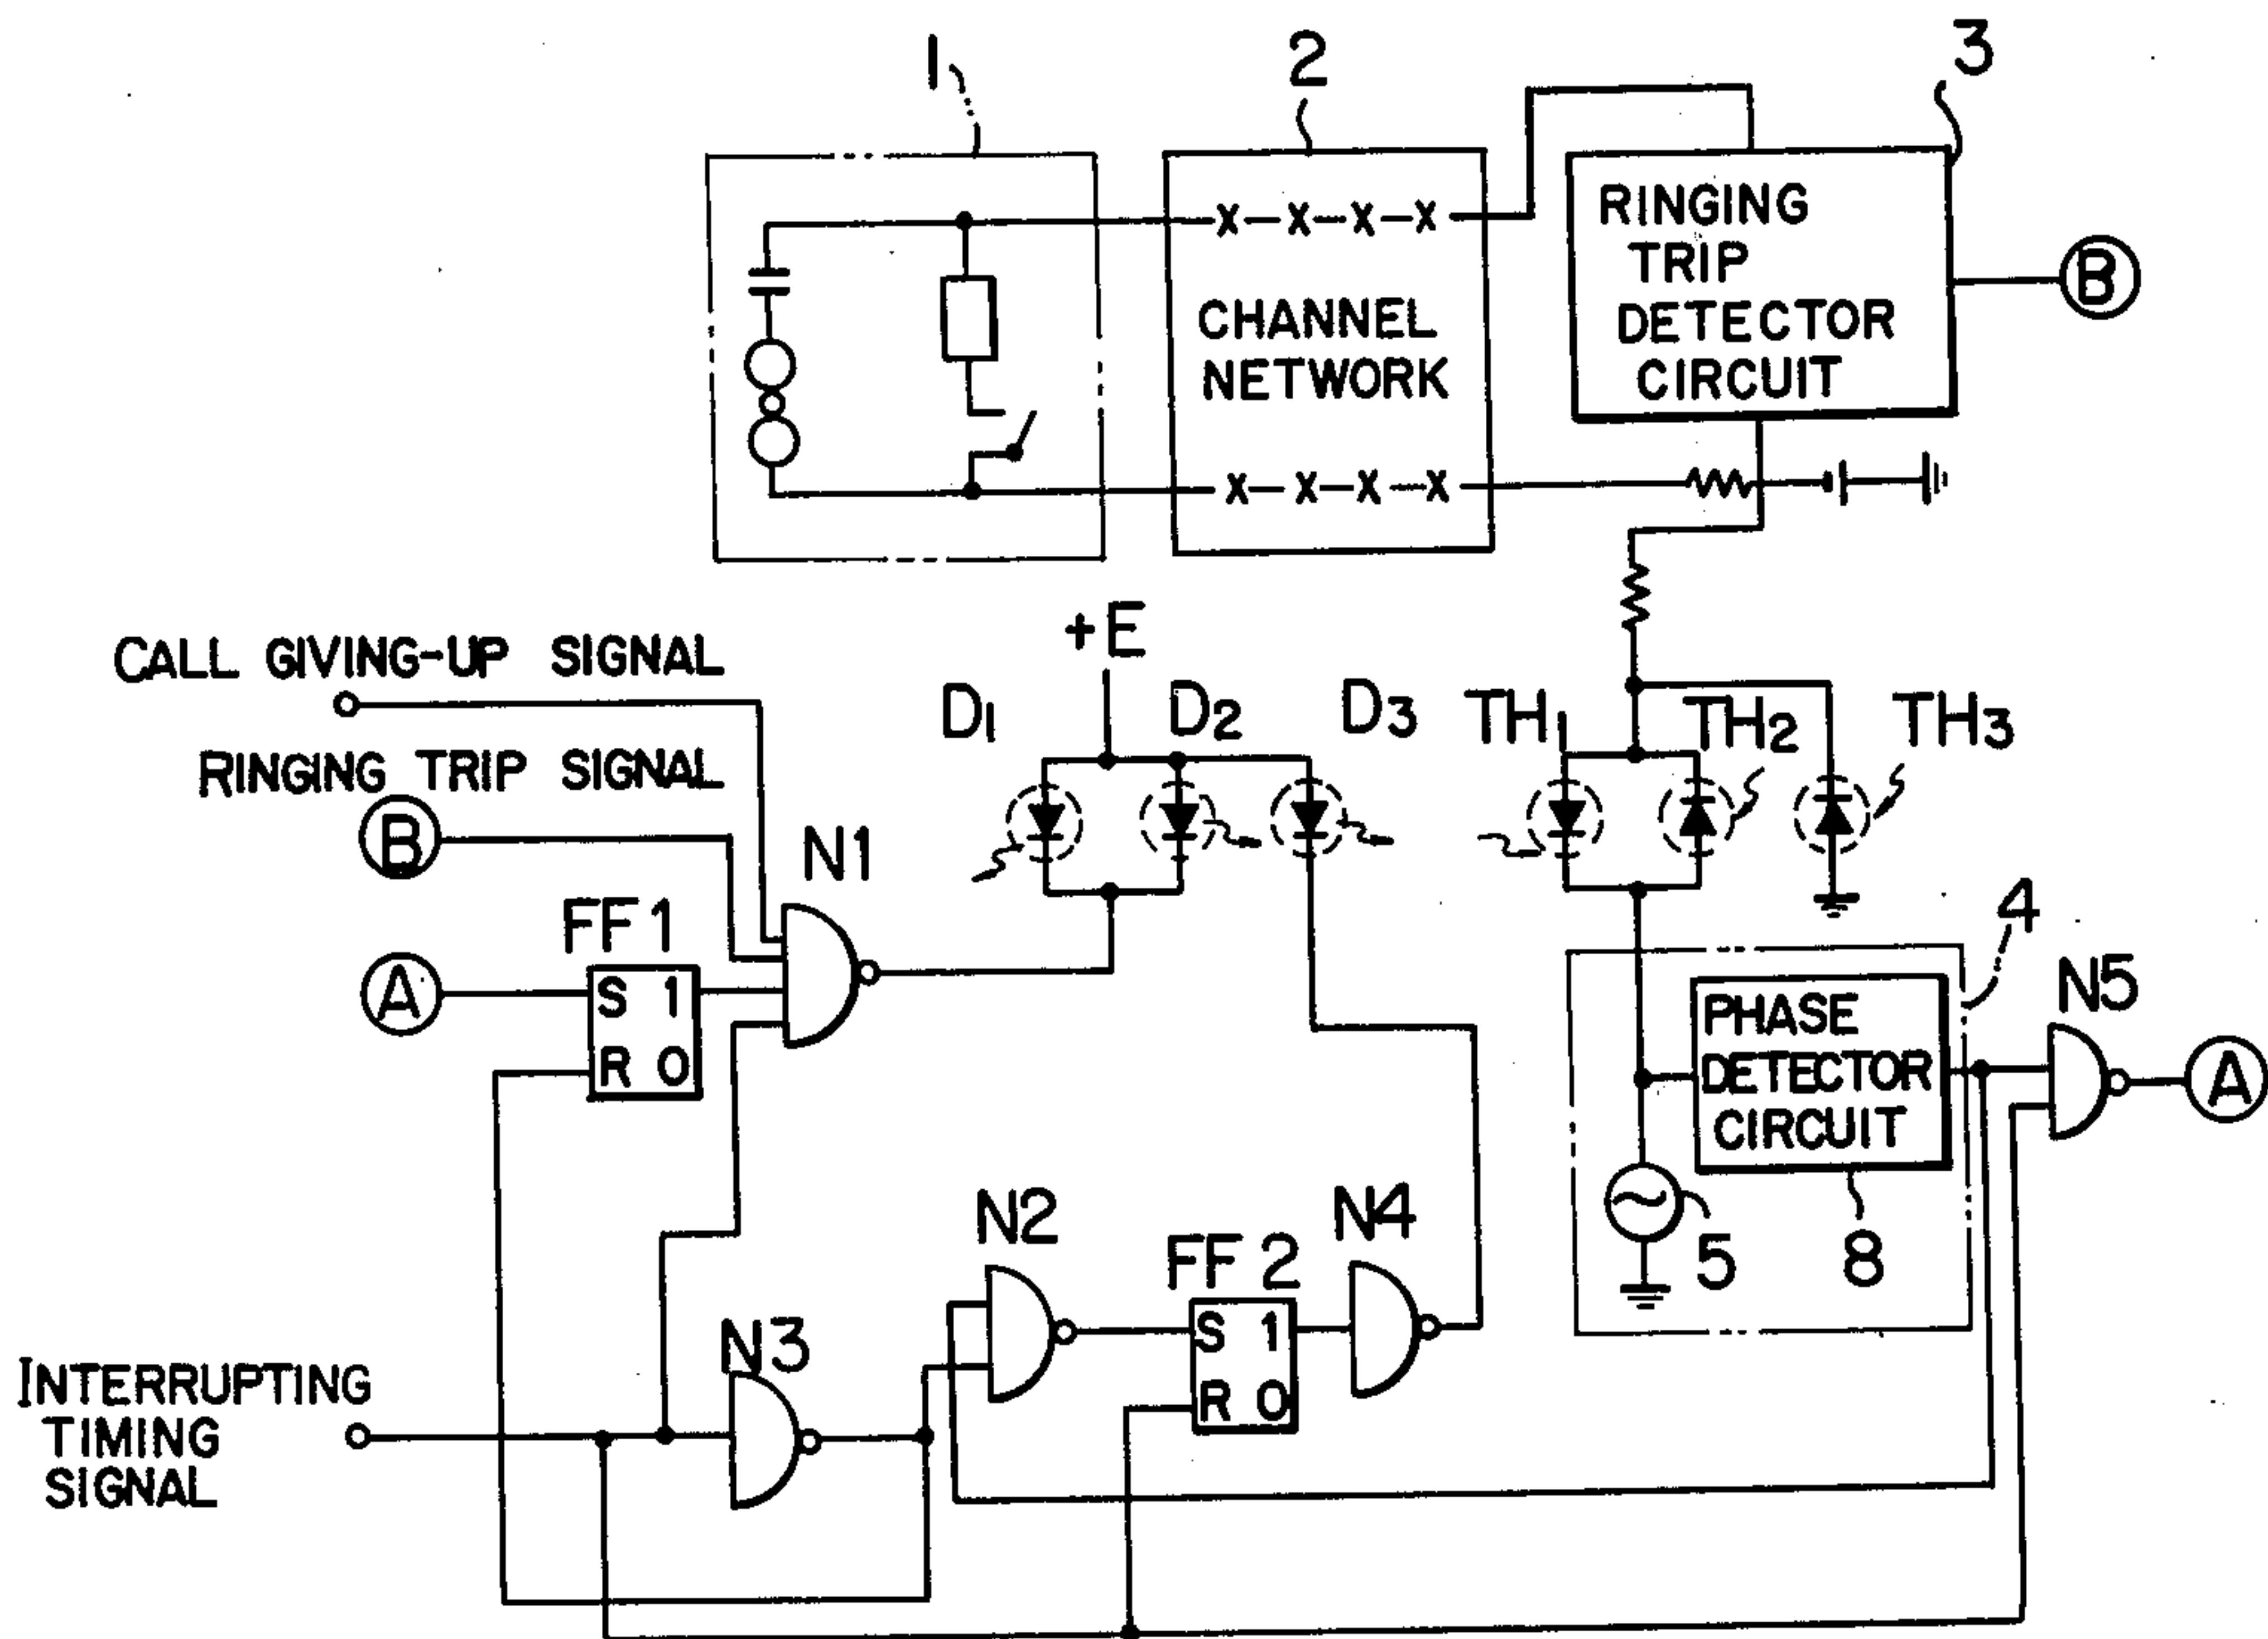 1
2
3
X X X X
RINGING
TRIP
DETECTOR
CIRCUIT
B
CHANNEL
NETWORK
X X X X
+E
CALL GIVING-UP SIGNAL
D1
D2
D3
TH1
TH2
TH3
RINGING TRIP SIGNAL
B
N1
4
FF1
A
S 1
R 0
N5
PHASE
DETECTOR
CIRCUIT
A
N2
N4
FF2
5
8
S 1
R 0
N3
INTERRUPTING
TIMING
SIGNAL